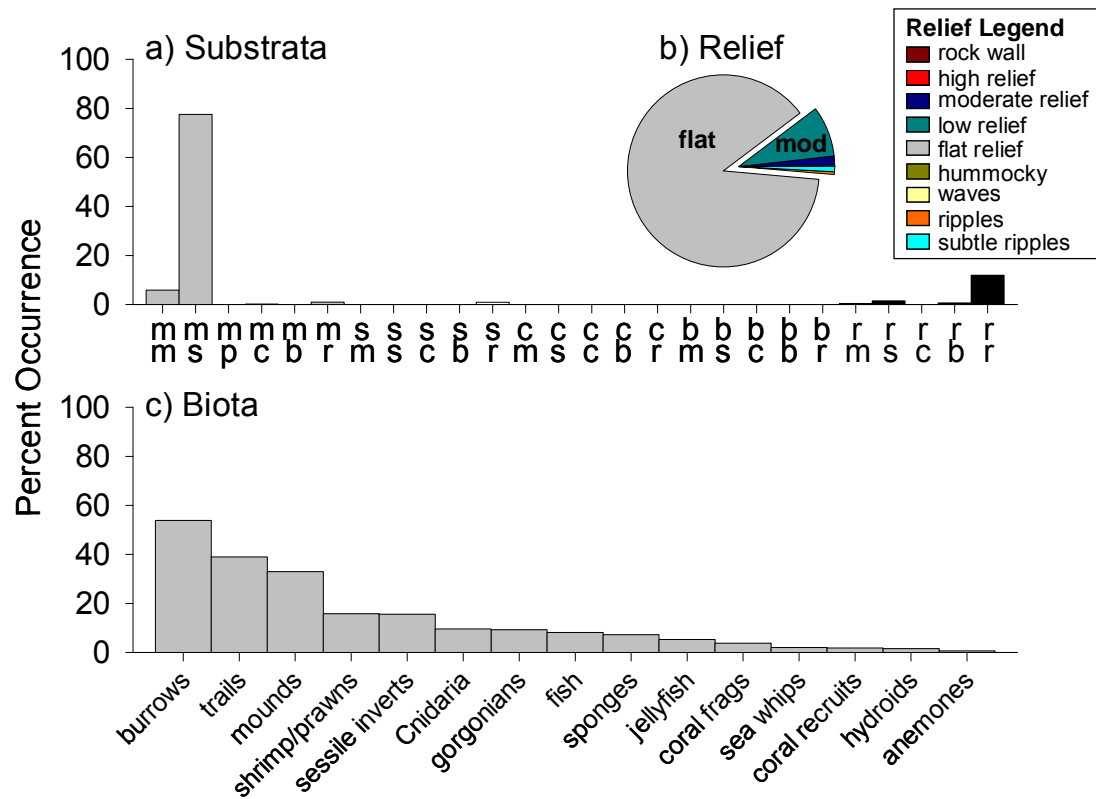 a) Substrata
100
80
60
40
20
0
m m m m m m s s s s s c c c c c b b b b b r r r r r
m s p c b r m s c b r m s c b r m s c b r m s c b r
b) Relief
flat
mod
Relief Legend
rock wall
high relief
moderate relief
low relief
flat relief
hummocky
waves
ripples
subtle ripples
Percent Occurrence
c) Biota
100
80
60
40
20
0
burrows
trails
mounds
shrimp/prawns
sessile inverts
Cnidaria
gorgonians
fish
sponges
jellyfish
coral frags
sea whips
coral recruits
hydroids
anemones